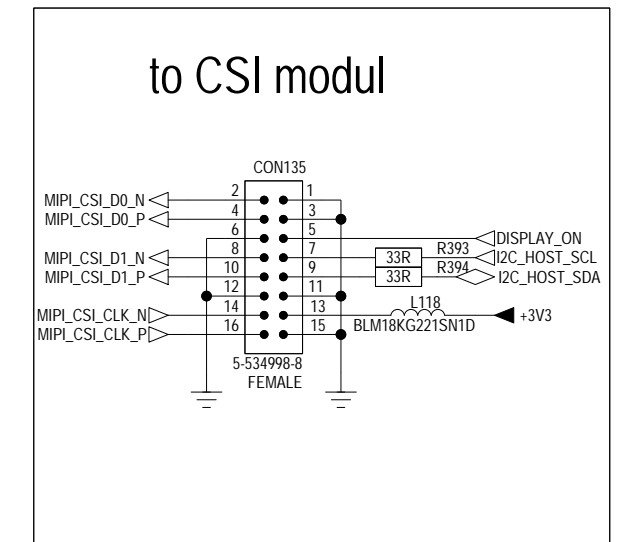 to CSI modul
CON135
MIPI_CSI_D0_N 2 1
MIPI_CSI_D0_P 4 3
6 5 DISPLAY_ON
MIPI_CSI_D1_N 8 7 33R R393 I2C_HOST_SCL
MIPI_CSI_D1_P 10 9 33R R394 I2C_HOST_SDA
12 11
L118
MIPI_CSI_CLK_N 14 13 +3V3
BLM18KG221SN1D
MIPI_CSI_CLK_P 16 15
5-534998-8
FEMALE